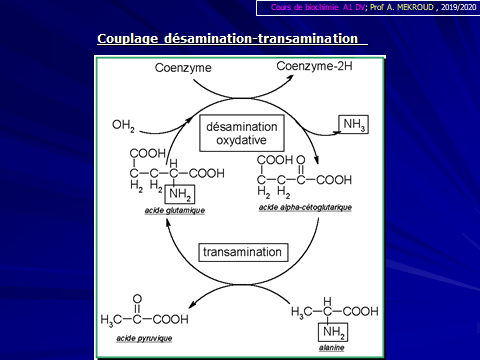 Cours de biochimie A1 DV; Prof A. MEKROUD , 2019/2020
Couplage désamination-transamination
Coenzyme
Coenzyme-2H
OH2
NH3
désamination
oxydative
COOH
H
C
C
C
COOH
H2
H2
NH2
acide glutamique
COOH
O
C
C
COOH
H2
H2
acide alpha-cétoglutarique
transamination
O
H3C
C
COOH
acide pyruvique
H
H3C
COOH
NH2
alanine